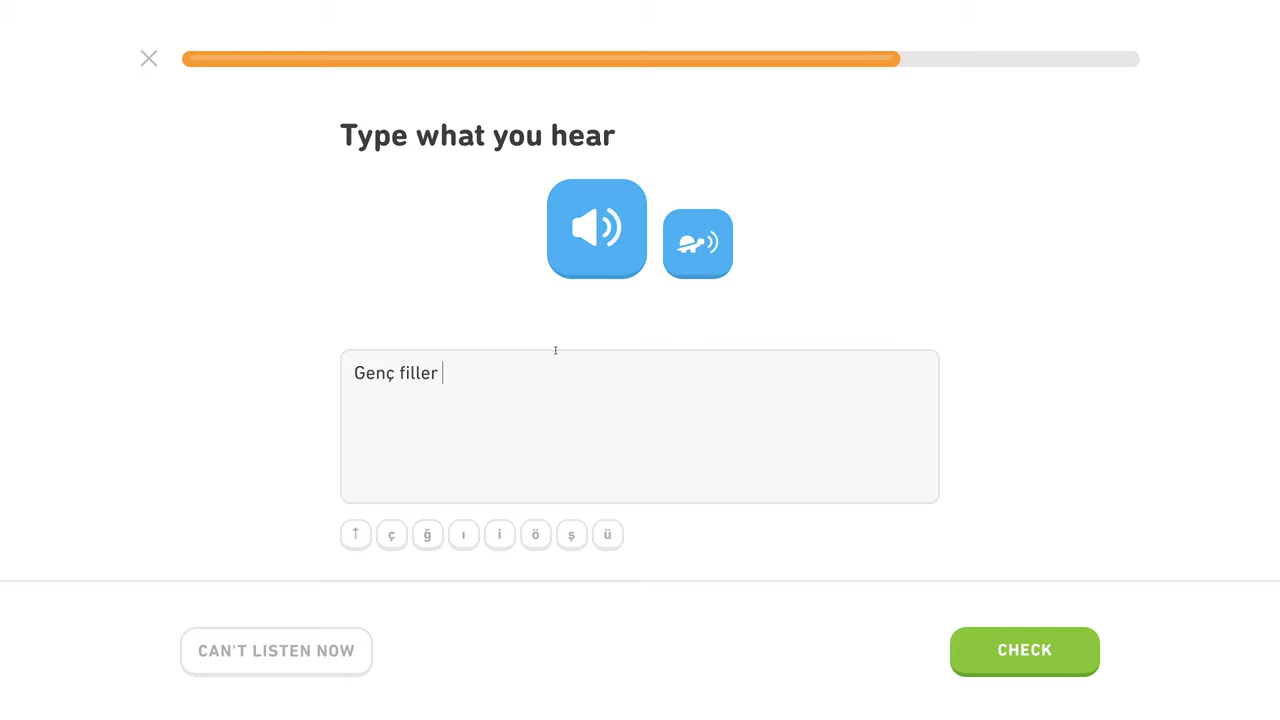 Type what you hear
Genç filler
↑ ç ğ ı i ö ş ü
CAN'T LISTEN NOW
CHECK